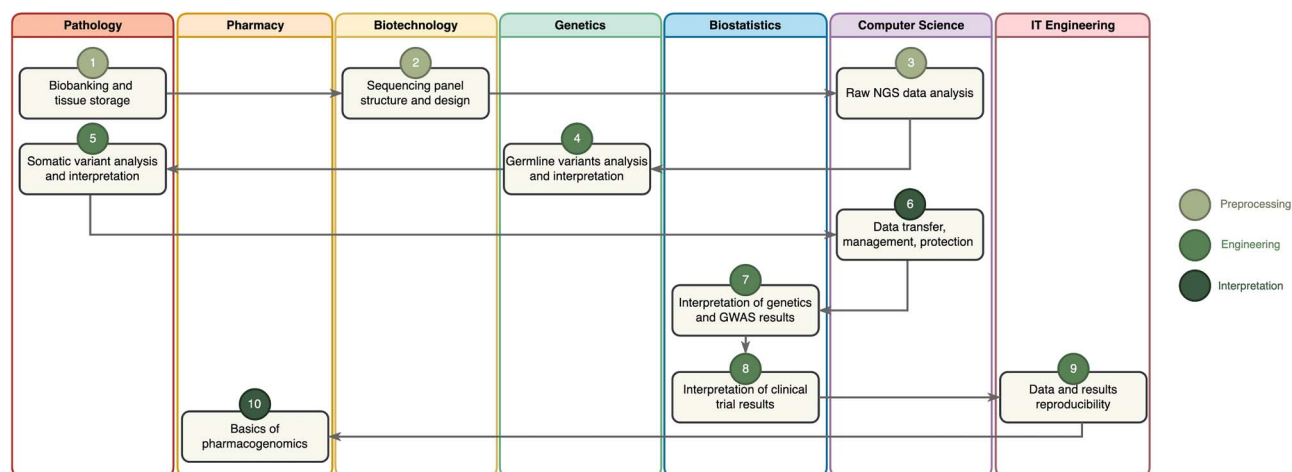 Pathology
Pharmacy
Biotechnology
Genetics
Biostatistics
Computer Science
IT Engineering
1
Biobanking and
tissue storage
2
Sequencing panel
structure and design
3
Raw NGS data analysis
5
Somatic variant analysis
and interpretation
4
Germline variants analysis
and interpretation
6
Data transfer,
management, protection
7
Interpretation of genetics
and GWAS results
8
Interpretation of clinical
trial results
9
Data and results
reproducibility
10
Basics of
pharmacogenomics
Preprocessing
Engineering
Interpretation